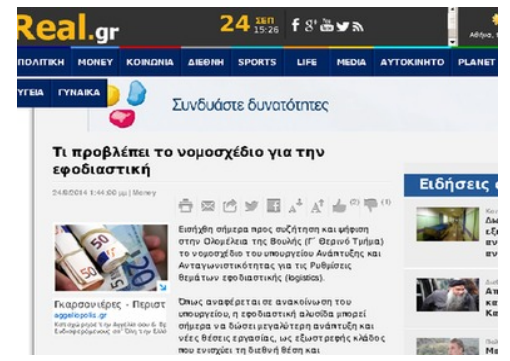 Real.gr
24 ΣΕΠ 15:26
ΠΟΛΙΤΙΚΗ MONEY ΚΟΙΝΩΝΙΑ ΔΙΕΘΝΗ SPORTS LIFE MEDIA ΑΥΤΟΚΙΝΗΤΟ PLANET
ΥΓΕΙΑ ΓΥΝΑΙΚΑ
Συνδυάστε δυνατότητες
Τι προβλέπει το νομοσχέδιο για την
εφοδιαστική
24/9/2014 1:44:00 μμ | Money
(2) (1)
Ειδήσεις
Εισήχθη σήμερα προς συζήτηση και ψήφιση
στην Ολομέλεια της Βουλής (Γ' Θερινό Τμήμα)
το νομοσχέδιο του υπουργείου Ανάπτυξης και
Ανταγωνιστικότητας για τις Ρυθμίσεις
θεμάτων εφοδιαστικής (logistics).
Όπως αναφέρεται σε ανακοίνωση του
υπουργείου, η εφοδιαστική αλυσίδα μπορεί
σήμερα να δώσει μεγαλύτερη ανάπτυξη και
νέες θέσεις εργασίας, ως εξωστρεφής κλάδος
που ενισχύει τη διεθνή θέση και
Γκαρσονιέρες - Περιστ
aggeliopolis.gr